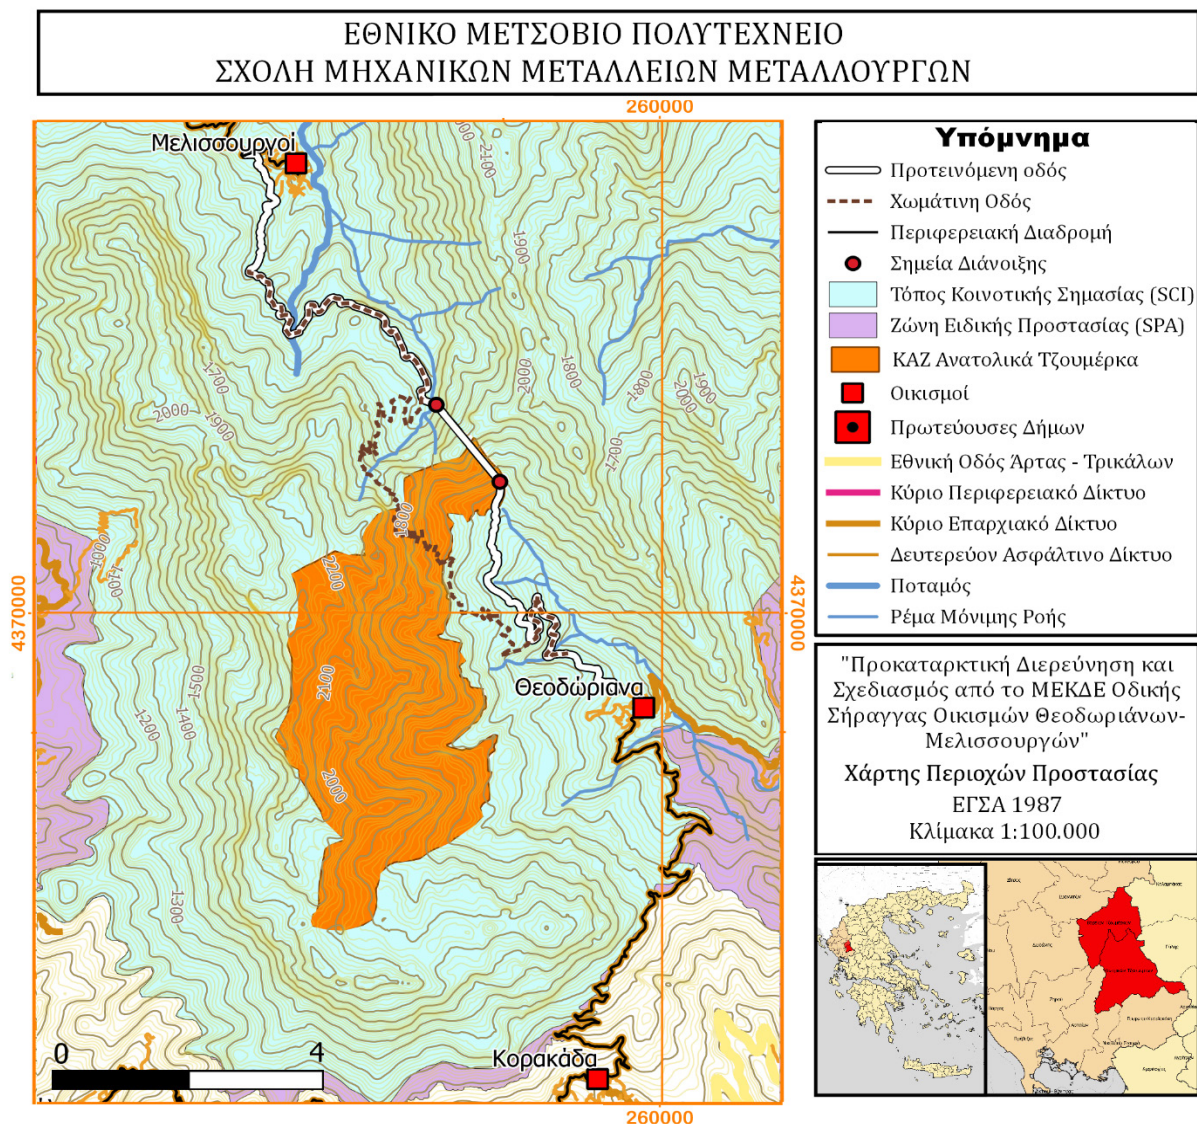 ΕΘΝΙΚΟ ΜΕΤΣΟΒΙΟ ΠΟΛΥΤΕΧΝΕΙΟ
ΣΧΟΛΗ ΜΗΧΑΝΙΚΩΝ ΜΕΤΑΛΛΕΙΩΝ ΜΕΤΑΛΛΟΥΡΓΩΝ
260000
Μελισσουργοί
2100
1900
1700
2000
1900
2000
1800
1800
1900
2000
1700
1800
2200
1000
1100
4370000
4370000
2100
1500
1400
1200
2000
1300
Θεοδώριανα
Κορακάδα
0 4
260000
Υπόμνημα
Προτεινόμενη οδός
Χωμάτινη Οδός
Περιφερειακή Διαδρομή
Σημεία Διάνοιξης
Τόπος Κοινοτικής Σημασίας (SCI)
Ζώνη Ειδικής Προστασίας (SPA)
ΚΑΖ Ανατολικά Τζουμέρκα
Οικισμοί
Πρωτεύουσες Δήμων
Εθνική Οδός Άρτας - Τρικάλων
Κύριο Περιφερειακό Δίκτυο
Κύριο Επαρχιακό Δίκτυο
Δευτερεύον Ασφάλτινο Δίκτυο
Ποταμός
Ρέμα Μόνιμης Ροής
"Προκαταρκτική Διερεύνηση και
Σχεδιασμός από το ΜΕΚΔΕ Οδικής
Σήραγγας Οικισμών Θεοδωριάνων-
Μελισσουργών"
Χάρτης Περιοχών Προστασίας
ΕΓΣΑ 1987
Κλίμακα 1:100.000